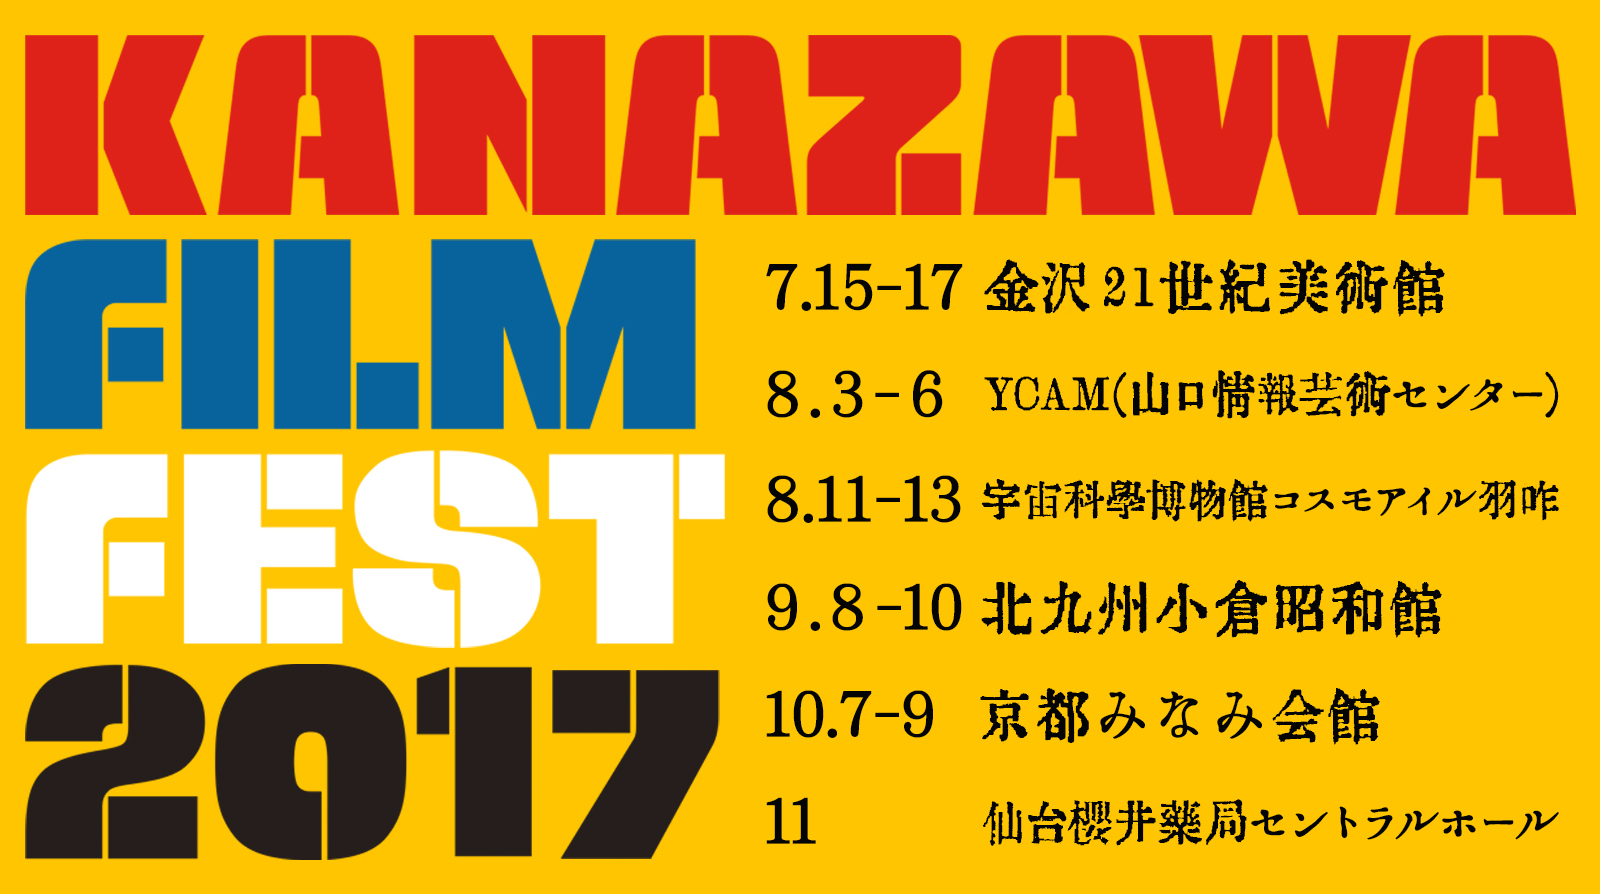 KANAZAWA
FILM
FEST
2017
7.15-17 金沢21世紀美術館
8.3-6 YCAM(山口情報芸術センター)
8.11-13 宇宙科學博物館コスモアイル羽咋
9.8-10 北九州小倉昭和館
10.7-9 京都みなみ会館
11 仙台櫻井薬局セントラルホール